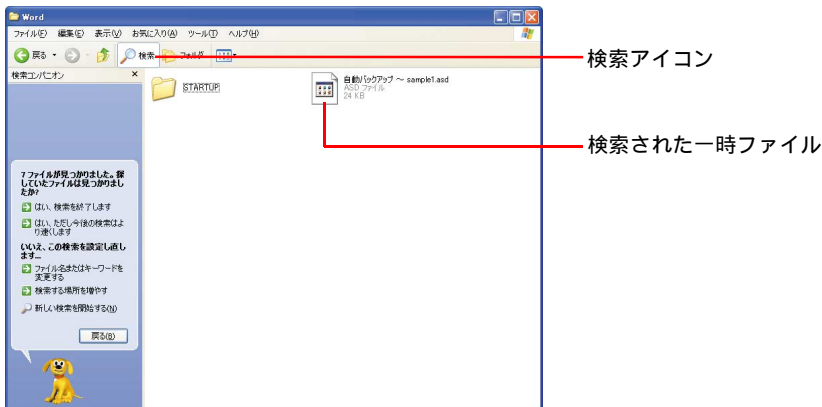 Word
ファイル(F) 編集(E) 表示(V) お気に入り(A) ツール(T) ヘルプ(H)
戻る 検索 フォルダ
検索アイコン
検索コンパニオン ×
STARTUP
自動バックアップ ～ sample1.asd
ASD ファイル
24 KB
検索された一時ファイル
7 ファイルが見つかりました。探
していたファイルは見つかりまし
たか?
はい、検索を終了します
はい、ただし今後の検索はよ
り速くします
いいえ、この検索を設定し直し
ます...
ファイル名またはキーワードを
変更する
検索する場所を増やす
新しい検索を開始する(N)
戻る(B)